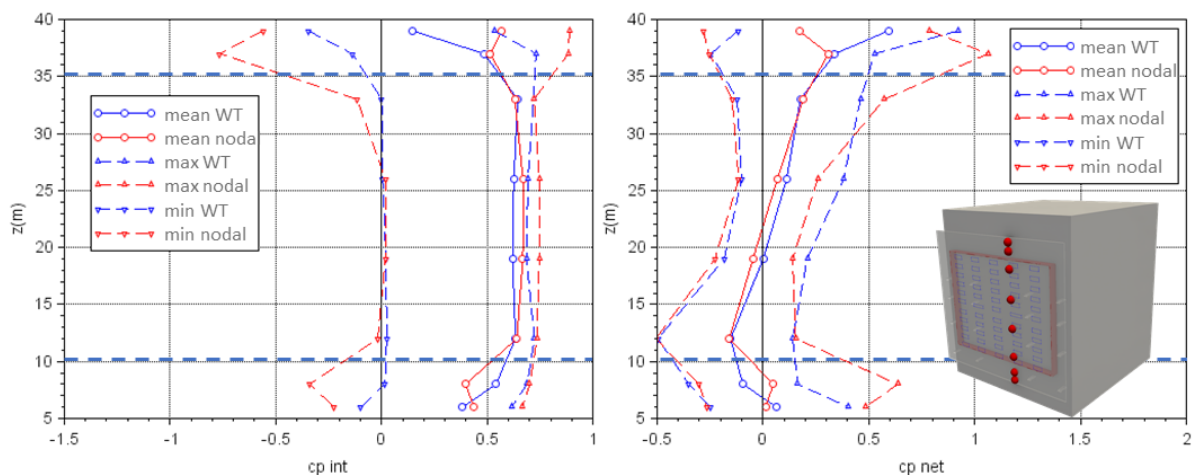 40
35
30
25
20
15
10
5
z(m)
mean WT
mean noda
max WT
max nodal
min WT
min nodal
-1.5
-1
-0.5
0
0.5
1
cp int
40
35
30
25
20
15
10
5
z(m)
mean WT
mean nodal
max WT
max nodal
min WT
min nodal
-0.5
0
0.5
1
1.5
2
cp net